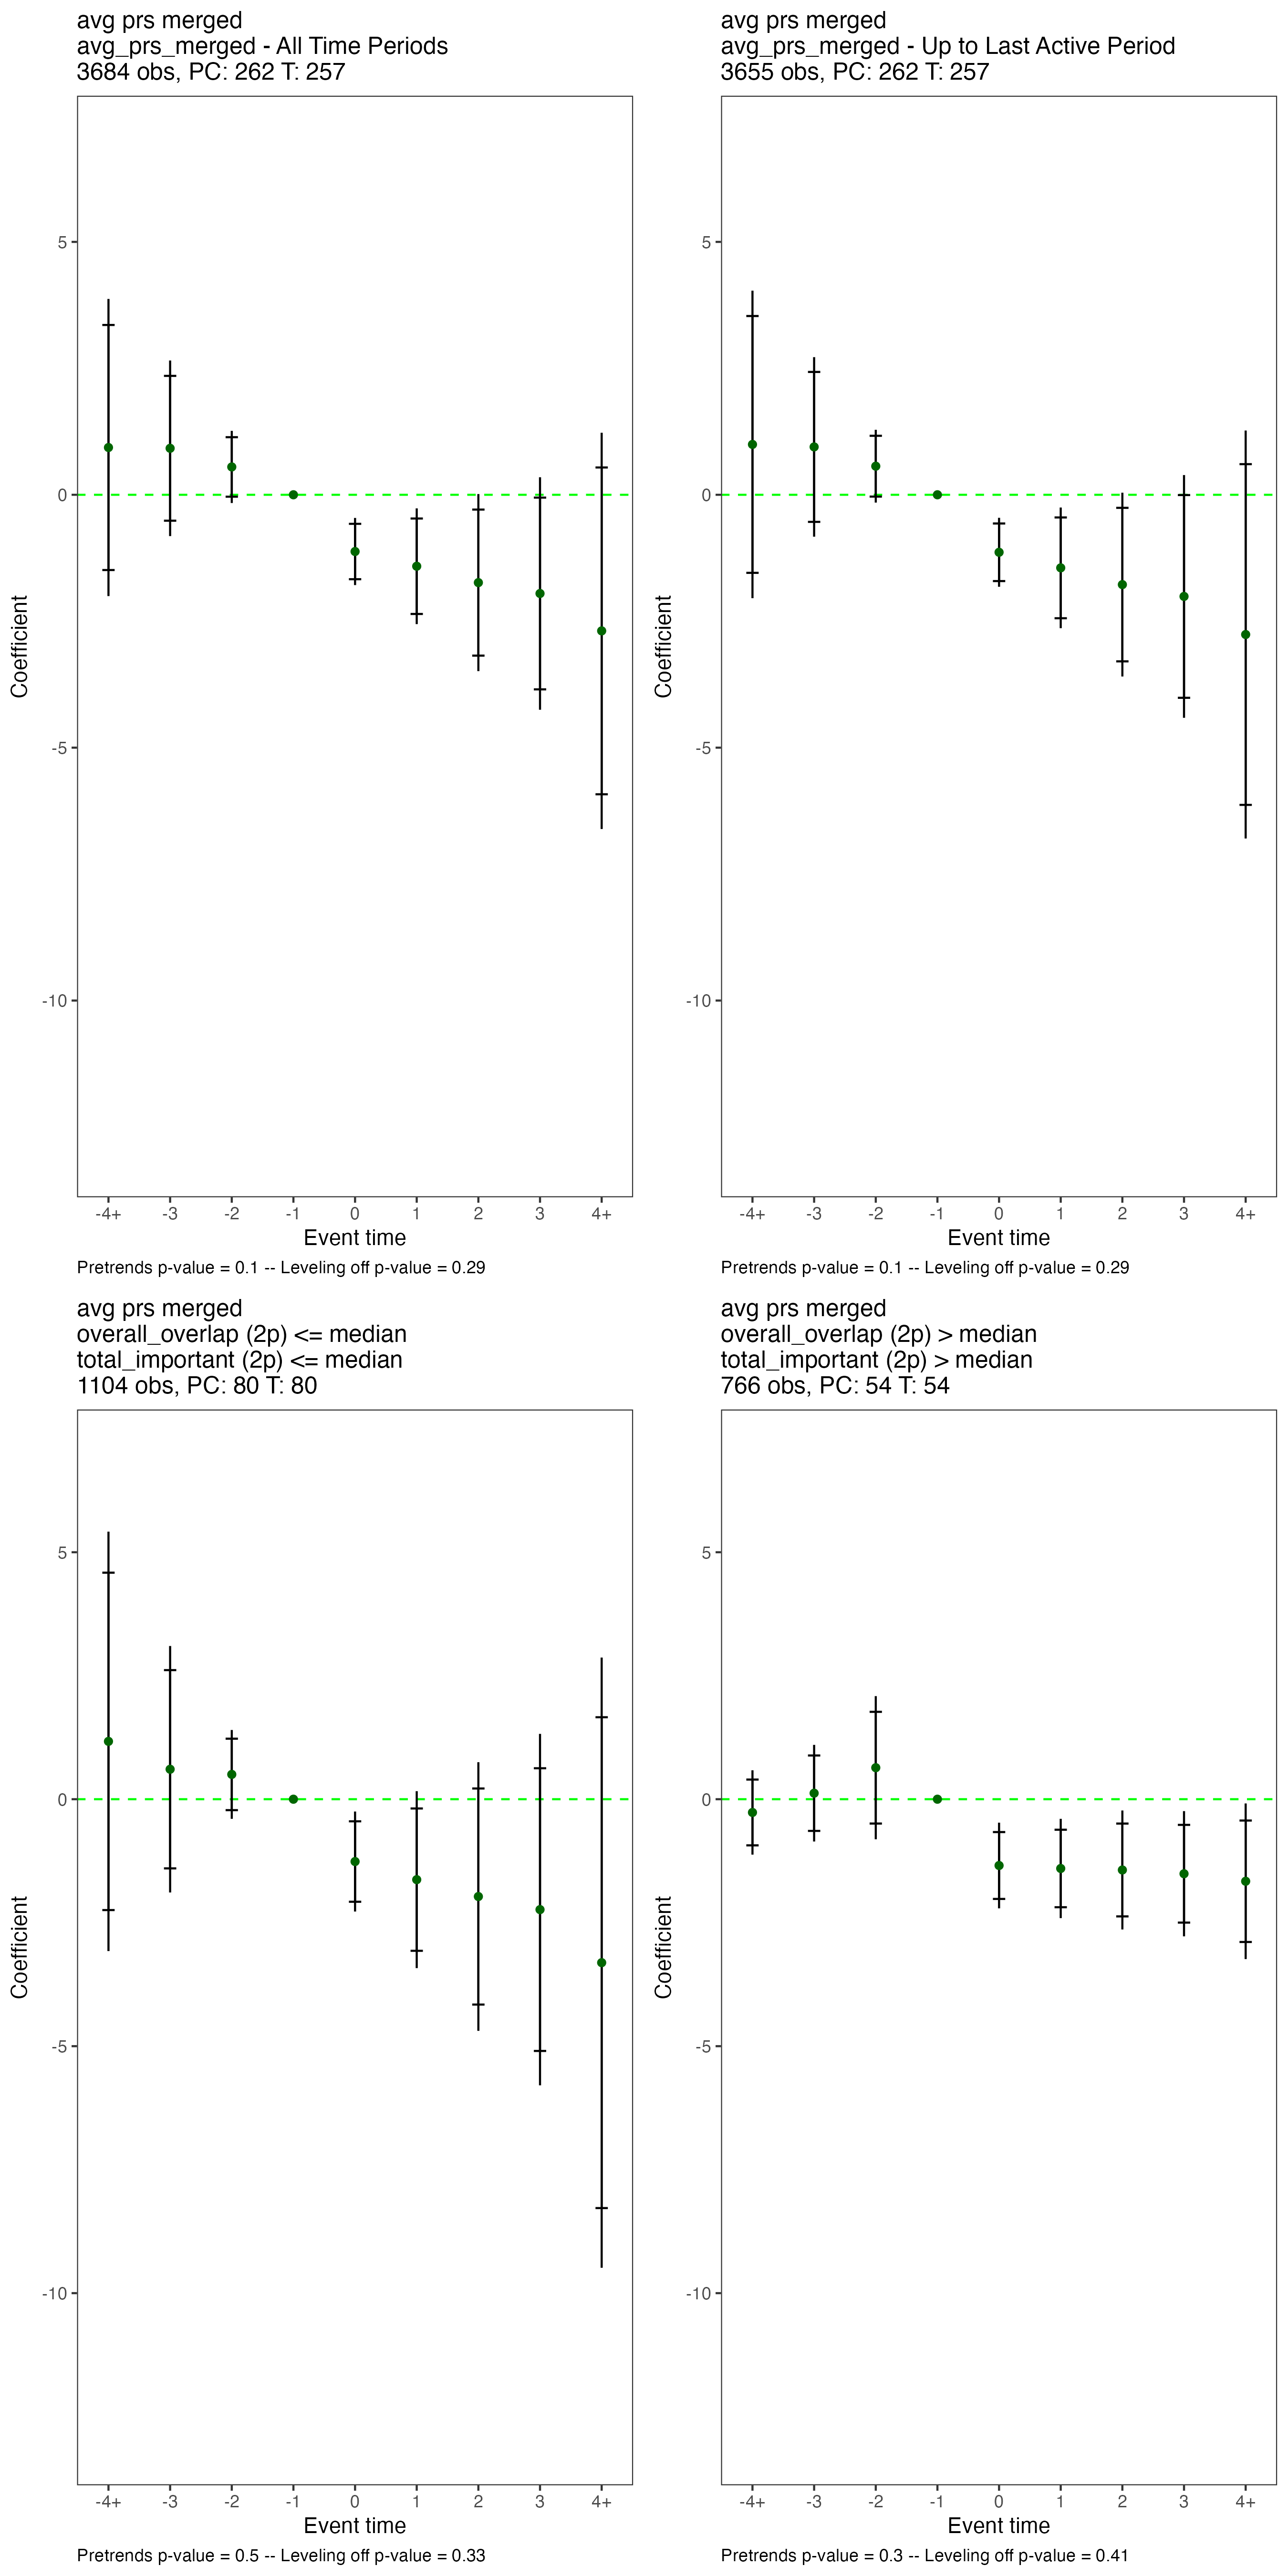 avg prs merged
avg_prs_merged - All Time Periods
3684 obs, PC: 262 T: 257
5
0
-5
-10
Coefficient
-4+ -3 -2 -1 0 1 2 3 4+
Event time
Pretrends p-value = 0.1 -- Leveling off p-value = 0.29
avg prs merged
avg_prs_merged - Up to Last Active Period
3655 obs, PC: 262 T: 257
5
0
-5
-10
Coefficient
-4+ -3 -2 -1 0 1 2 3 4+
Event time
Pretrends p-value = 0.1 -- Leveling off p-value = 0.29
avg prs merged
overall_overlap (2p) <= median
total_important (2p) <= median
1104 obs, PC: 80 T: 80
5
0
-5
-10
Coefficient
-4+ -3 -2 -1 0 1 2 3 4+
Event time
Pretrends p-value = 0.5 -- Leveling off p-value = 0.33
avg prs merged
overall_overlap (2p) > median
total_important (2p) > median
766 obs, PC: 54 T: 54
5
0
-5
-10
Coefficient
-4+ -3 -2 -1 0 1 2 3 4+
Event time
Pretrends p-value = 0.3 -- Leveling off p-value = 0.41